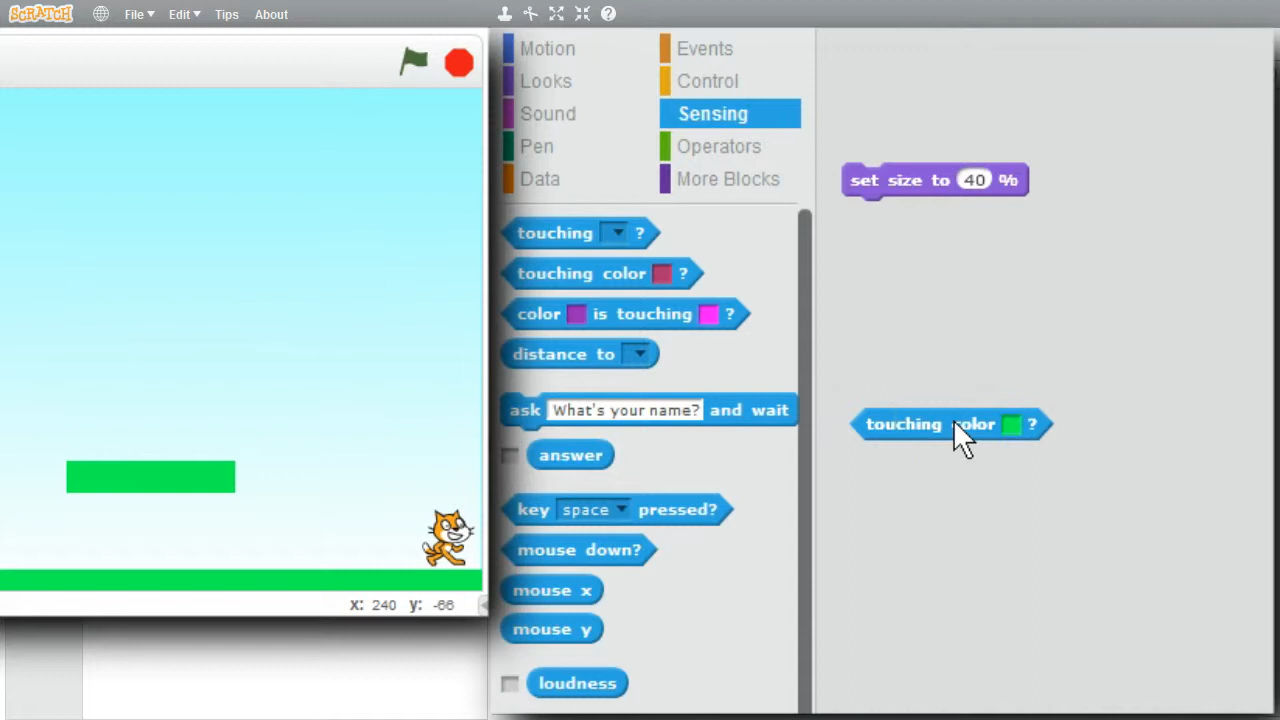 SCRATCH File Edit Tips About
Motion Events
Looks Control
Sound Sensing
Pen Operators
Data More Blocks
touching ?
touching color ?
color is touching ?
distance to
ask What's your name? and wait
answer
key space pressed?
mouse down?
mouse x
mouse y
loudness
set size to 40 %
touching color ?
x: 240 y: -66